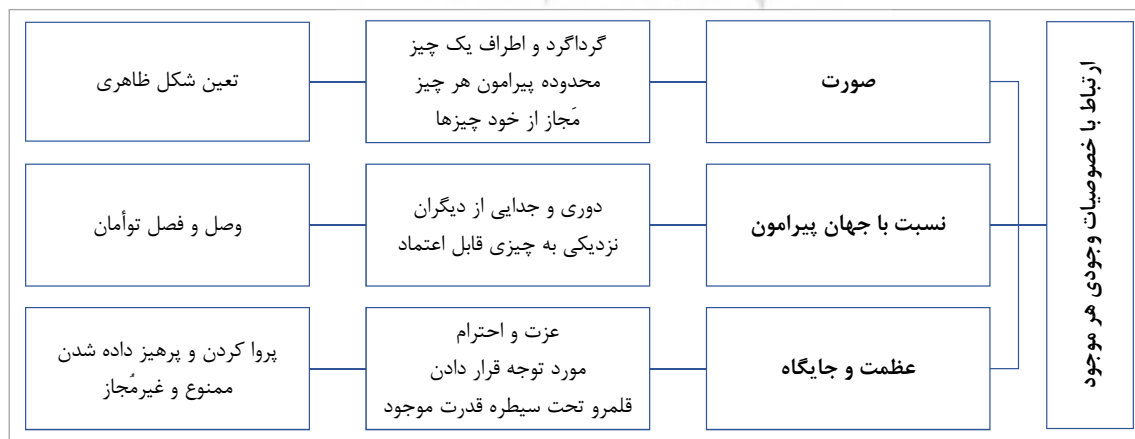 ارتباط با خصوصیات وجودی هر موجود
صورت
گرداگرد و اطراف یک چیز
محدوده پیرامون هر چیز
مَجاز از خود چیزها
تعین شکل ظاهری
نسبت با جهان پیرامون
دوری و جدایی از دیگران
نزدیکی به چیزی قابل اعتماد
وصل و فصل توأمان
عظمت و جایگاه
عزت و احترام
مورد توجه قرار دادن
قلمرو تحت سیطره قدرت موجود
پروا کردن و پرهیز داده شدن
ممنوع و غیرمُجاز